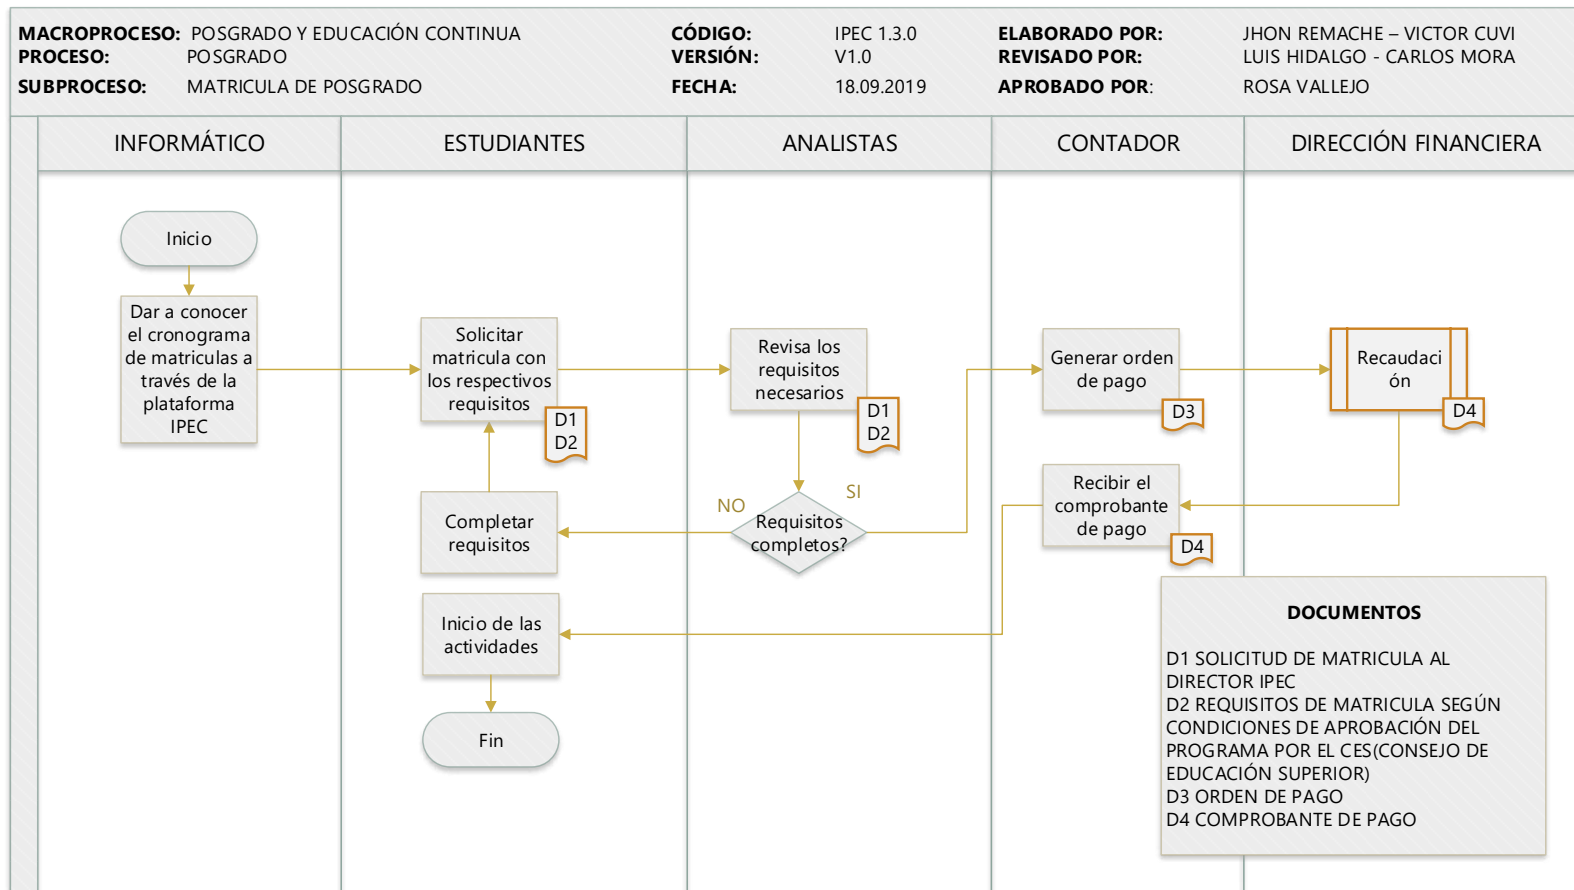 MACROPROCESO: POSGRADO Y EDUCACIÓN CONTINUA
PROCESO: POSGRADO
SUBPROCESO: MATRICULA DE POSGRADO
CÓDIGO: IPEC 1.3.0
VERSIÓN: V1.0
FECHA: 18.09.2019
ELABORADO POR: JHON REMACHE – VICTOR CUVI
REVISADO POR: LUIS HIDALGO - CARLOS MORA
APROBADO POR: ROSA VALLEJO
INFORMÁTICO
ESTUDIANTES
ANALISTAS
CONTADOR
DIRECCIÓN FINANCIERA
Inicio
Dar a conocer
el cronograma
de matriculas a
través de la
plataforma
IPEC
Solicitar
matricula con
los respectivos
requisitos
D1
D2
Revisa los
requisitos
necesarios
D1
D2
Generar orden
de pago
D3
Recaudaci
ón
D4
Recibir el
comprobante
de pago
D4
NO
SI
Requisitos
completos?
Completar
requisitos
Inicio de las
actividades
Fin
DOCUMENTOS
D1 SOLICITUD DE MATRICULA AL
DIRECTOR IPEC
D2 REQUISITOS DE MATRICULA SEGÚN
CONDICIONES DE APROBACIÓN DEL
PROGRAMA POR EL CES(CONSEJO DE
EDUCACIÓN SUPERIOR)
D3 ORDEN DE PAGO
D4 COMPROBANTE DE PAGO